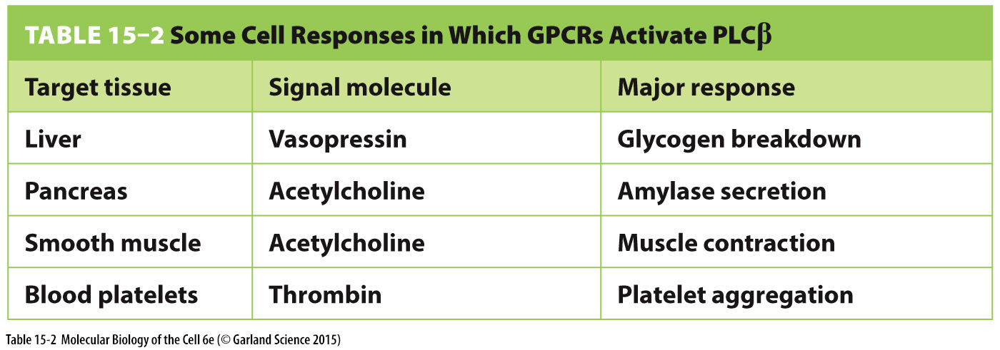 TABLE 15–2 Some Cell Responses in Which GPCRs Activate PLCβ
Target tissue Signal molecule Major response
Liver Vasopressin Glycogen breakdown
Pancreas Acetylcholine Amylase secretion
Smooth muscle Acetylcholine Muscle contraction
Blood platelets Thrombin Platelet aggregation
Table 15-2 Molecular Biology of the Cell 6e (© Garland Science 2015)